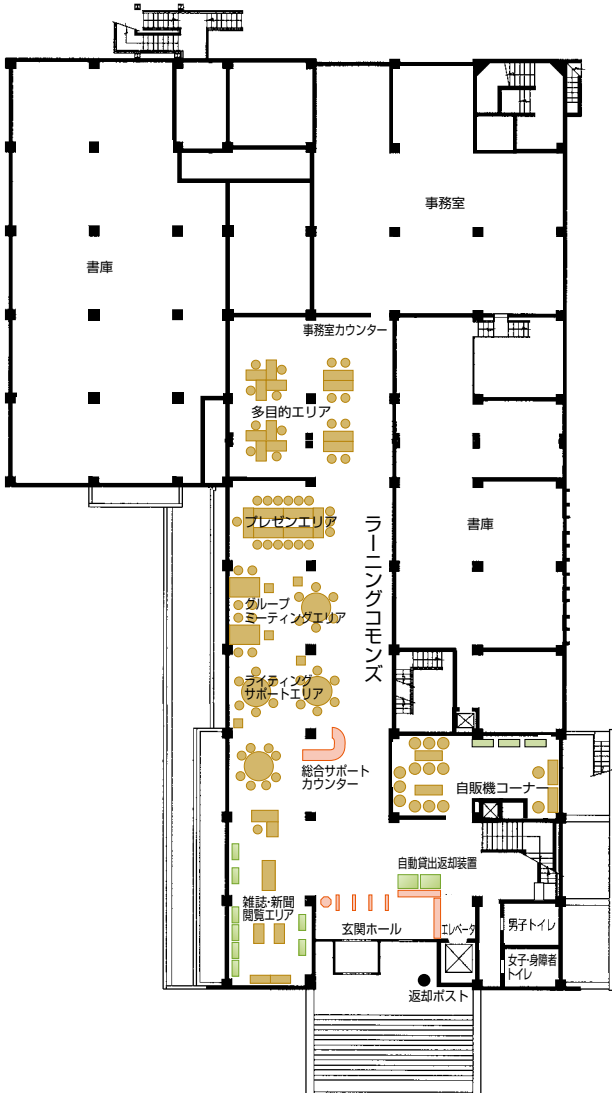 事務室
書庫
事務室カウンター
多目的エリア
プレゼンエリア
ラーニングコモンズ
書庫
グループ
ミーティングエリア
ライティング
サポートエリア
総合サポート
カウンター
自販機コーナー
自動貸出返却装置
雑誌・新聞
閲覧エリア
玄関ホール
エレベータ
男子トイレ
女子・身障者
トイレ
返却ポスト